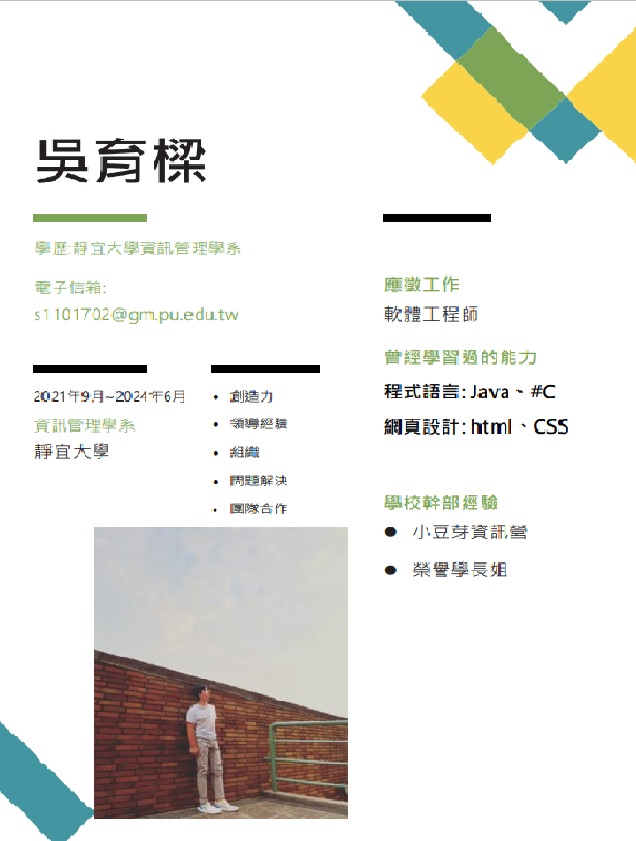 吳育樑
學歷:靜宜大學資訊管理學系
電子信箱:
s1101702@gm.pu.edu.tw
2021年9月~2024年6月
資訊管理學系
靜宜大學
• 創造力
• 領導經驗
• 組織
• 問題解決
• 團隊合作
應徵工作
軟體工程師
曾經學習過的能力
程式語言: Java、#C
網頁設計: html、CSS
學校幹部經驗
● 小豆芽資訊營
● 榮譽學長姐